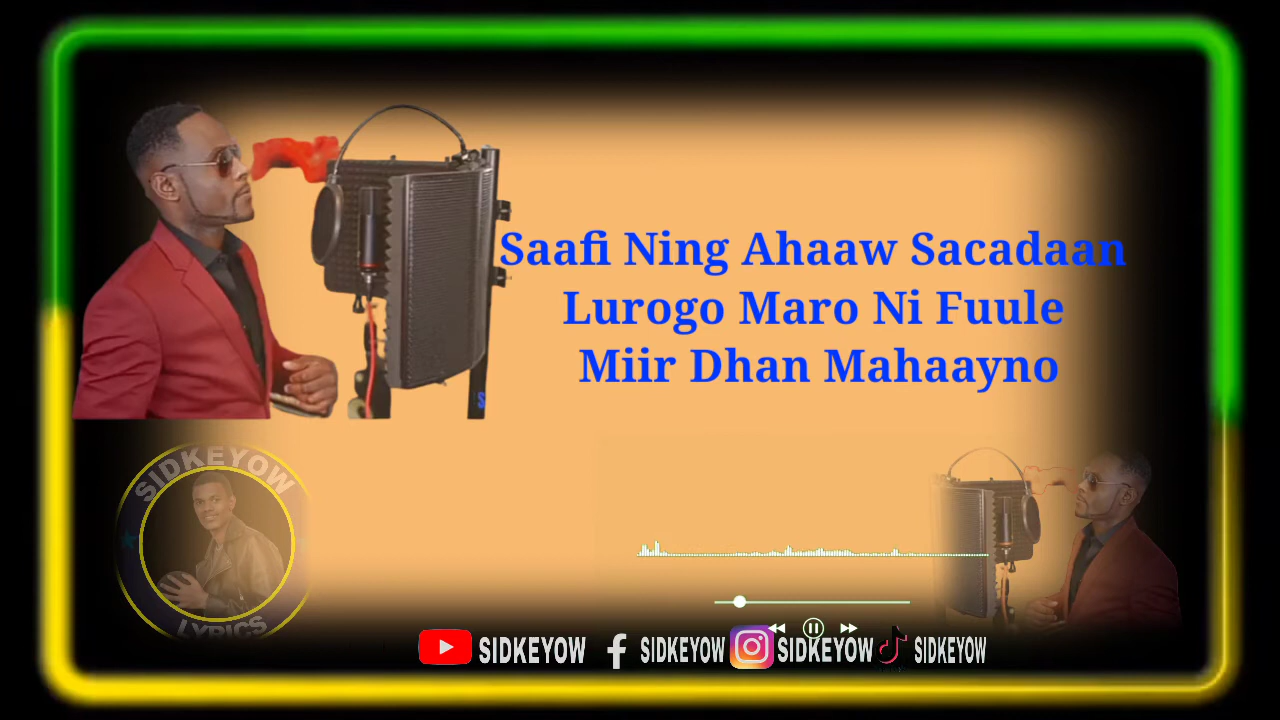 Saafi Ning Ahaaw Sacadaan
Lurogo Maro Ni Fuule
Miir Dhan Mahaayno
S
SIDKEYOW
LYRICS
SIDKEYOW SIDKEYOW SIDKEYOW SIDKEYOW